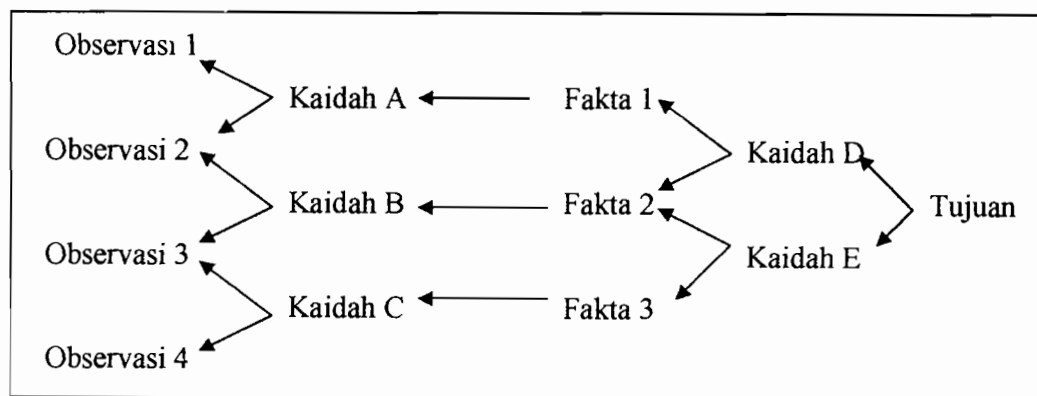 Observasi 1
Kaidah A
Fakta 1
Observasi 2
Kaidah D
Kaidah B
Fakta 2
Tujuan
Observasi 3
Kaidah E
Kaidah C
Fakta 3
Observasi 4